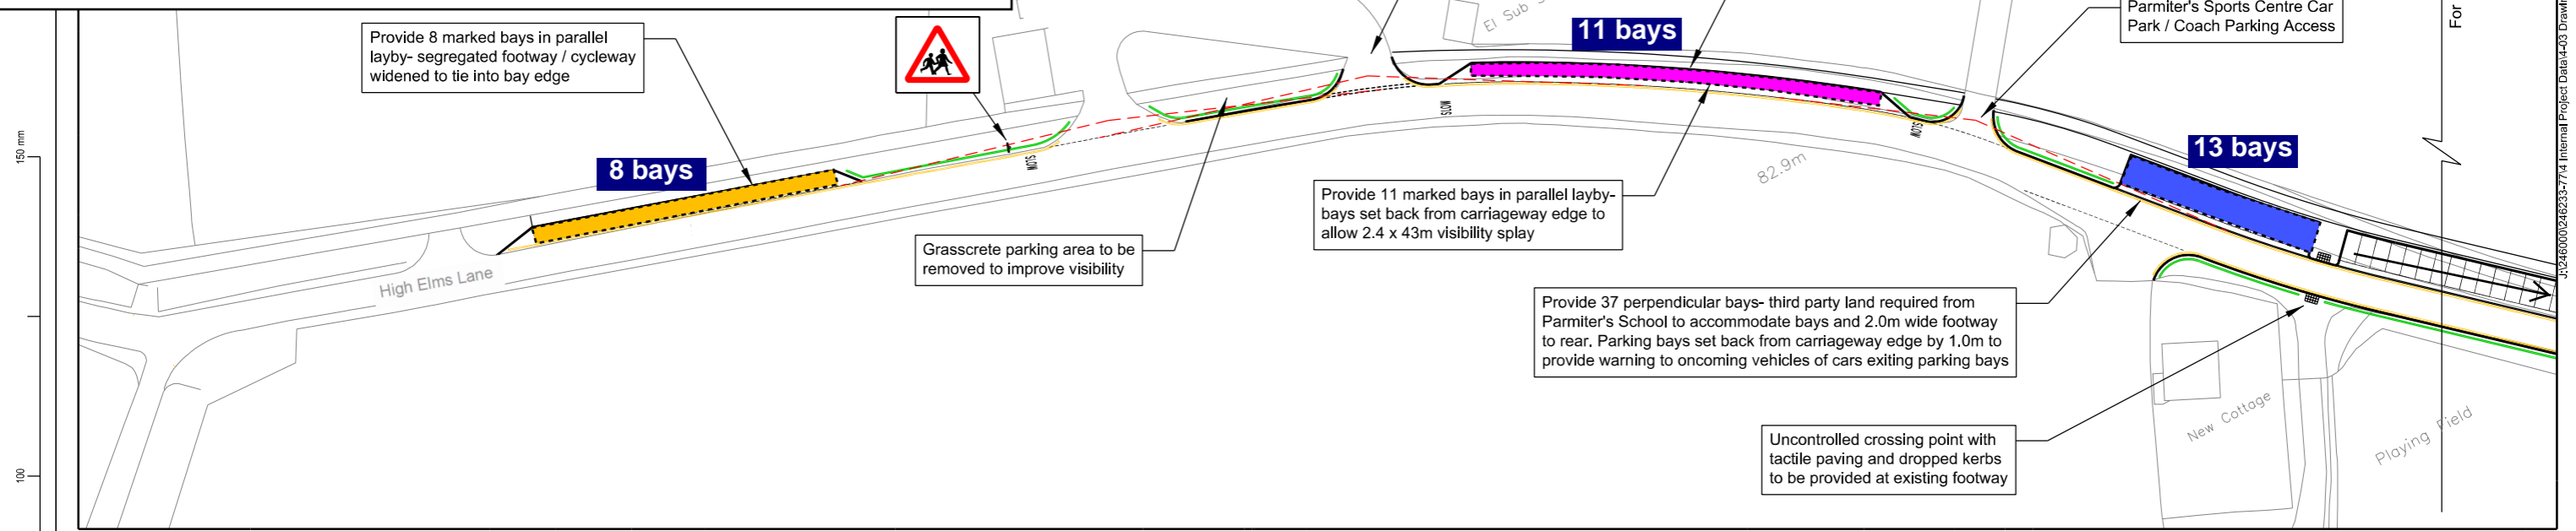 Provide 8 marked bays in parallel
layby- segregated footway / cycleway
widened to tie into bay edge
8 bays
High Elms Lane
SLOW
Grasscrete parking area to be
removed to improve visibility
El Sub
11 bays
SLOW
SLOW
Provide 11 marked bays in parallel layby-
bays set back from carriageway edge to
allow 2.4 x 43m visibility splay
82.9m
Parmiter's Sports Centre Car
Park / Coach Parking Access
13 bays
Provide 37 perpendicular bays- third party land required from
Parmiter's School to accommodate bays and 2.0m wide footway
to rear. Parking bays set back from carriageway edge by 1.0m to
provide warning to oncoming vehicles of cars exiting parking bays
Uncontrolled crossing point with
tactile paving and dropped kerbs
to be provided at existing footway
New Cottage
Playing Field
For
150 mm
100